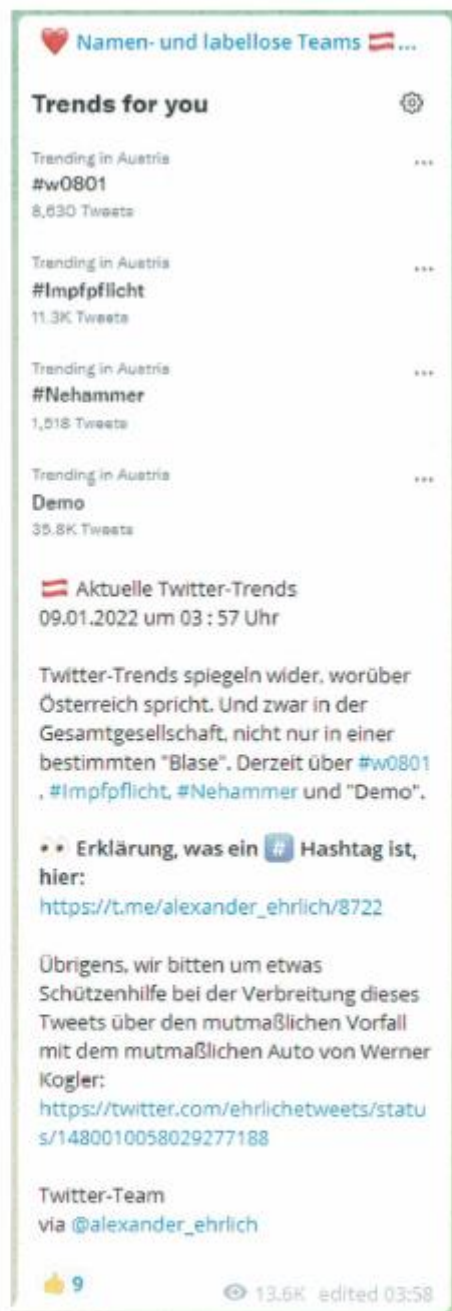 ❤️ Namen- und labellose Teams 🇦🇹...
Trends for you
Trending in Austria
#w0801
8,630 Tweets
Trending in Austria
#Impfpflicht
11.3K Tweets
Trending in Austria
#Nehammer
1,518 Tweets
Trending in Austria
Demo
35.8K Tweets
🇦🇹 Aktuelle Twitter-Trends
09.01.2022 um 03 : 57 Uhr
Twitter-Trends spiegeln wider, worüber
Österreich spricht. Und zwar in der
Gesamtgesellschaft, nicht nur in einer
bestimmten "Blase". Derzeit über #w0801
, #Impfpflicht, #Nehammer und "Demo".
👀 Erklärung, was ein #️⃣ Hashtag ist,
hier:
https://t.me/alexander_ehrlich/8722
Übrigens, wir bitten um etwas
Schützenhilfe bei der Verbreitung dieses
Tweets über den mutmaßlichen Vorfall
mit dem mutmaßlichen Auto von Werner
Kogler:
https://twitter.com/ehrlichetweets/statu
s/1480010058029277188
Twitter-Team
via @alexander_ehrlich
👍 9
13.6K edited 03:58